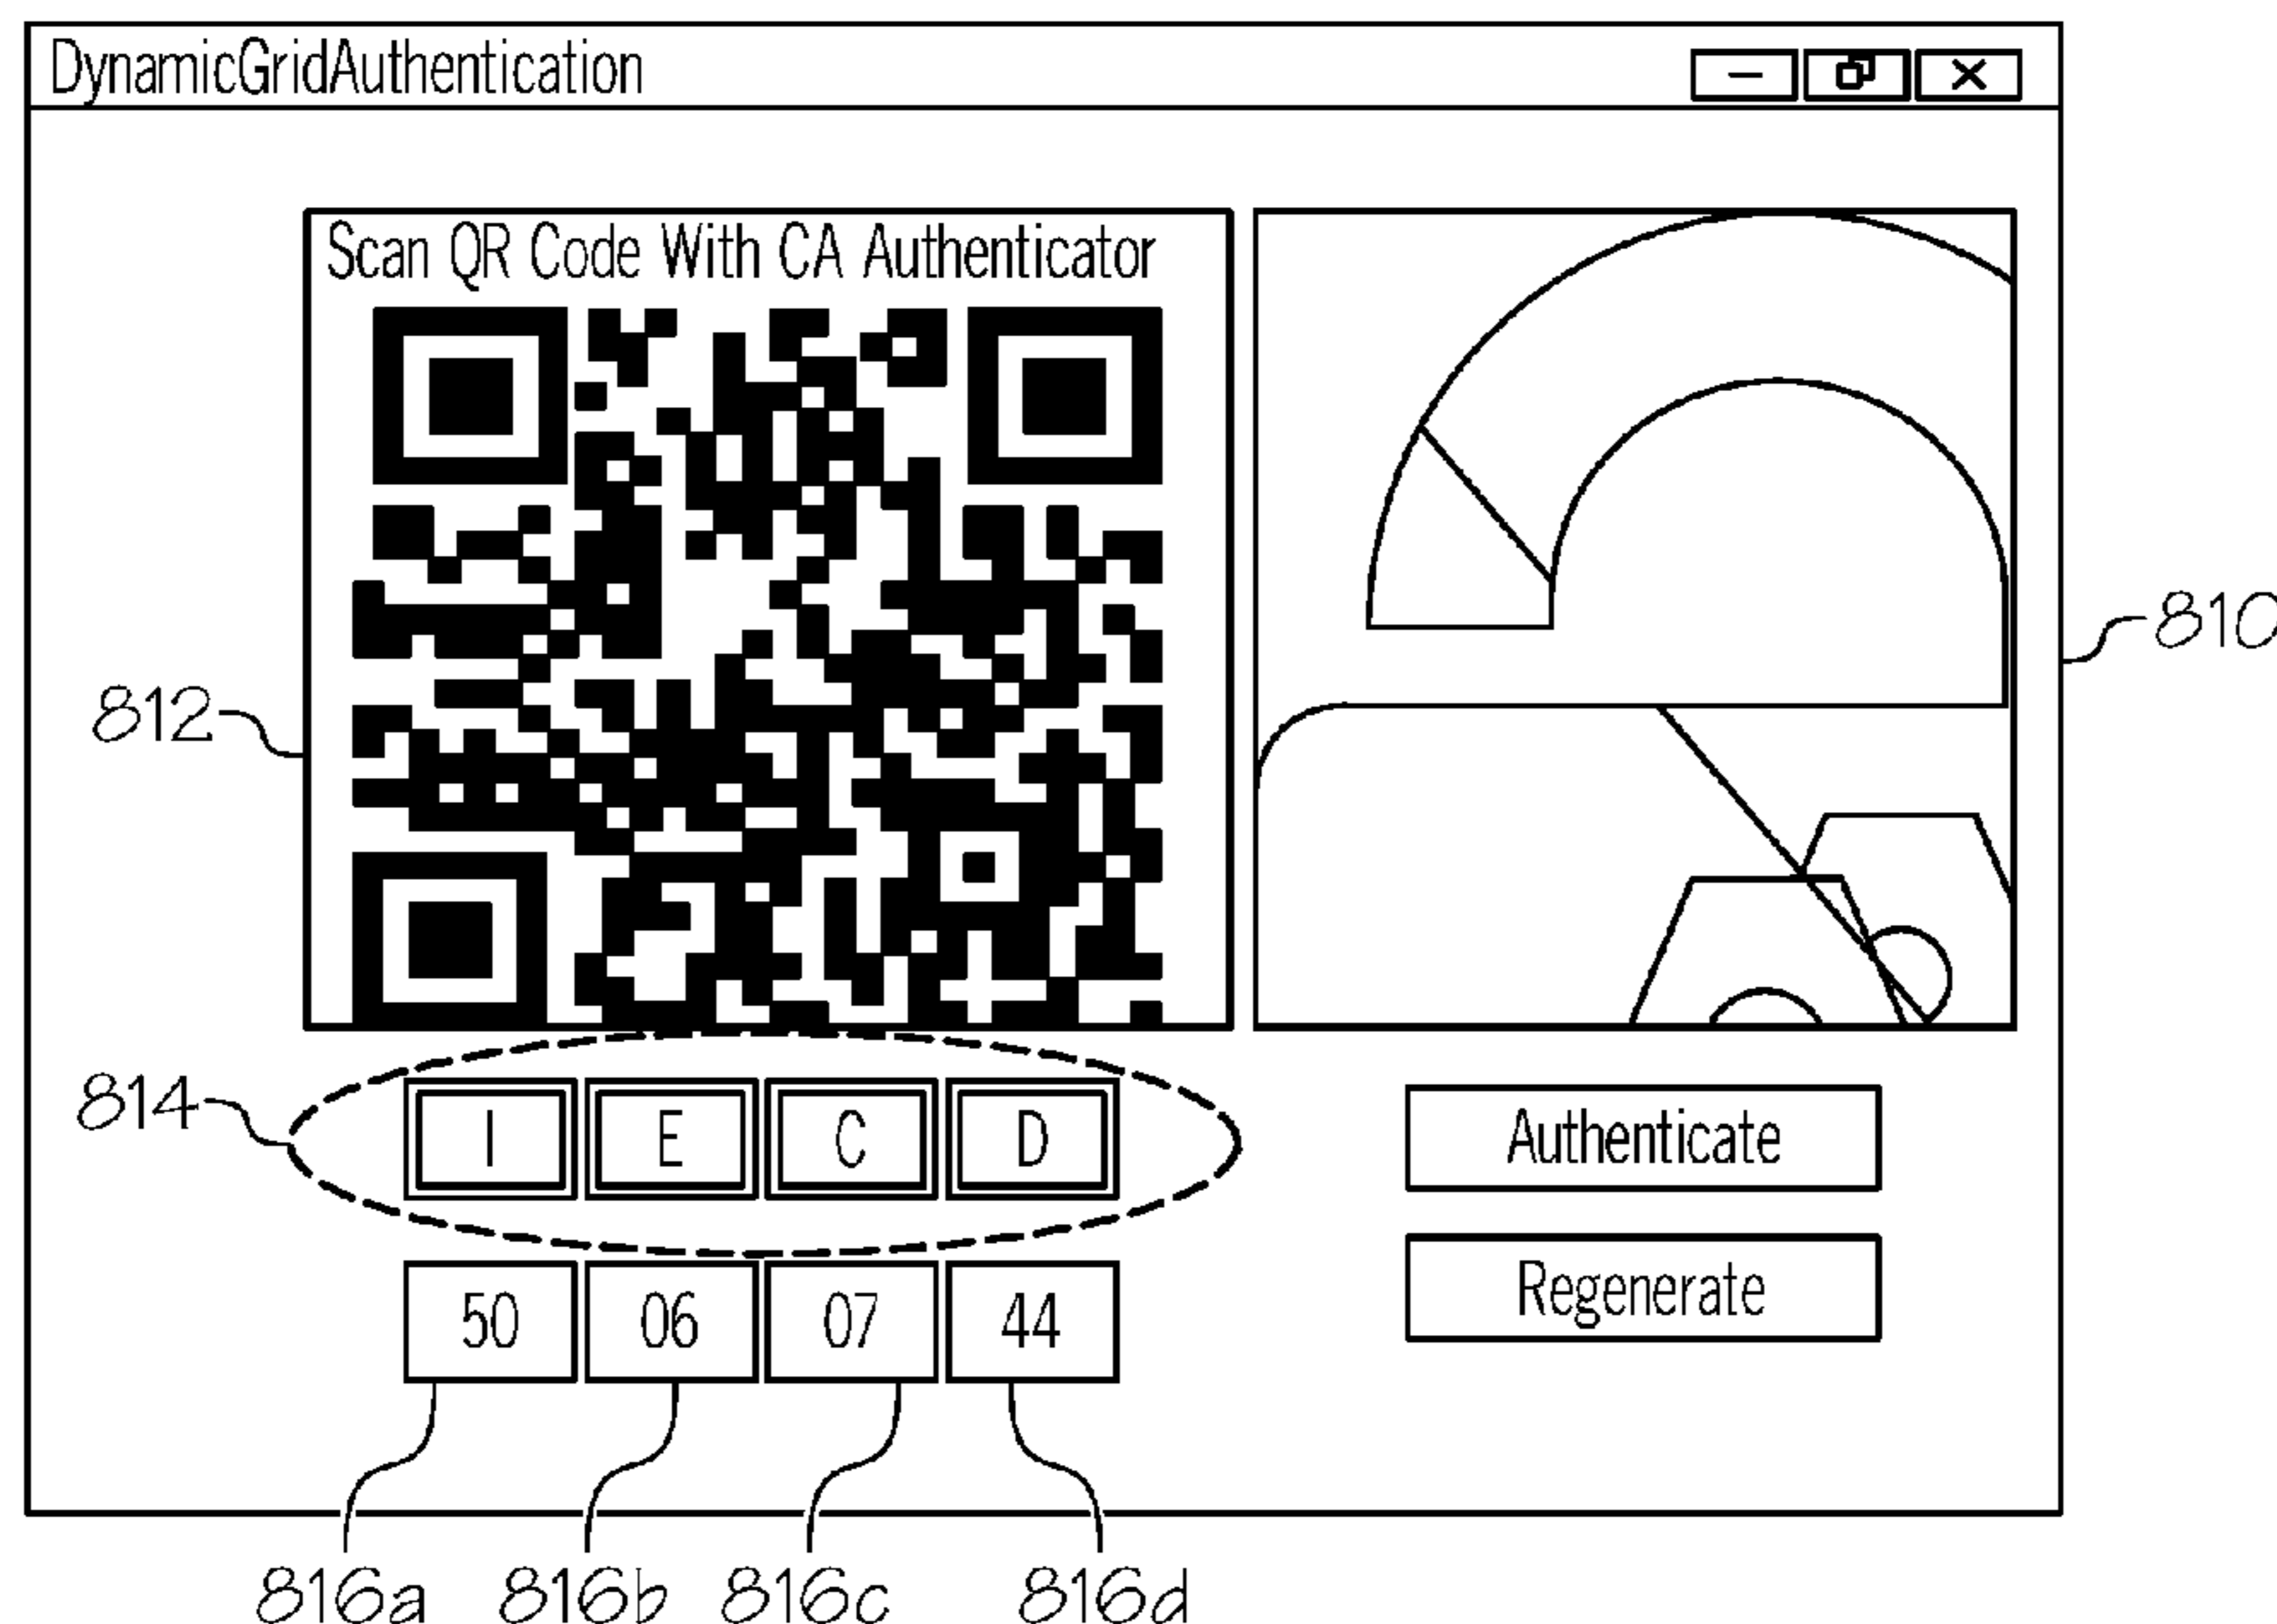 DynamicGridAuthentication
Scan QR Code With CA Authenticator
810
812
814
I E C D
Authenticate
50 06 07 44
Regenerate
816a 816b 816c 816d